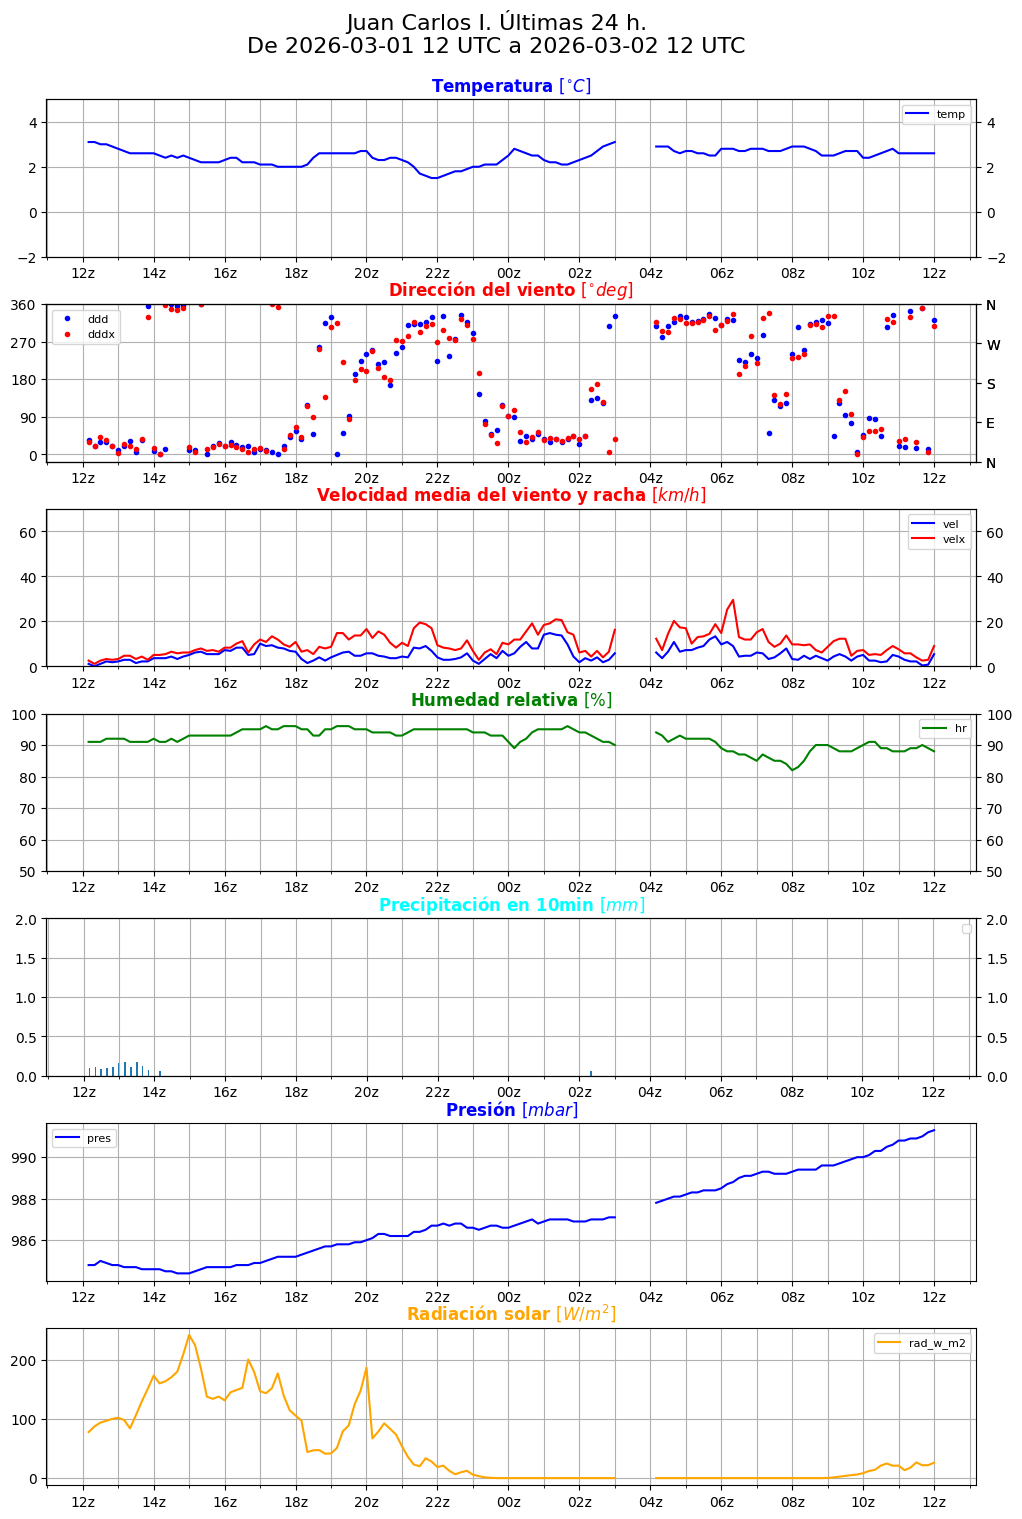 Juan Carlos I. Últimas 24 h.
De 2026-03-01 12 UTC a 2026-03-02 12 UTC
Temperatura [°C]
temp
4 2 0 −2
4 2 0 −2
12z 14z 16z 18z 20z 22z 00z 02z 04z 06z 08z 10z 12z
Dirección del viento [°deg]
ddd
dddx
360 270 180 90 0
N W S E N
12z 14z 16z 18z 20z 22z 00z 02z 04z 06z 08z 10z 12z
Velocidad media del viento y racha [km/h]
vel
velx
60 40 20 0
60 40 20 0
12z 14z 16z 18z 20z 22z 00z 02z 04z 06z 08z 10z 12z
Humedad relativa [%]
hr
100 90 80 70 60 50
100 90 80 70 60 50
12z 14z 16z 18z 20z 22z 00z 02z 04z 06z 08z 10z 12z
Precipitación en 10min [mm]
2.0 1.5 1.0 0.5 0.0
2.0 1.5 1.0 0.5 0.0
12z 14z 16z 18z 20z 22z 00z 02z 04z 06z 08z 10z 12z
Presión [mbar]
pres
990 988 986
12z 14z 16z 18z 20z 22z 00z 02z 04z 06z 08z 10z 12z
Radiación solar [W/m²]
rad_w_m2
200 100 0
12z 14z 16z 18z 20z 22z 00z 02z 04z 06z 08z 10z 12z